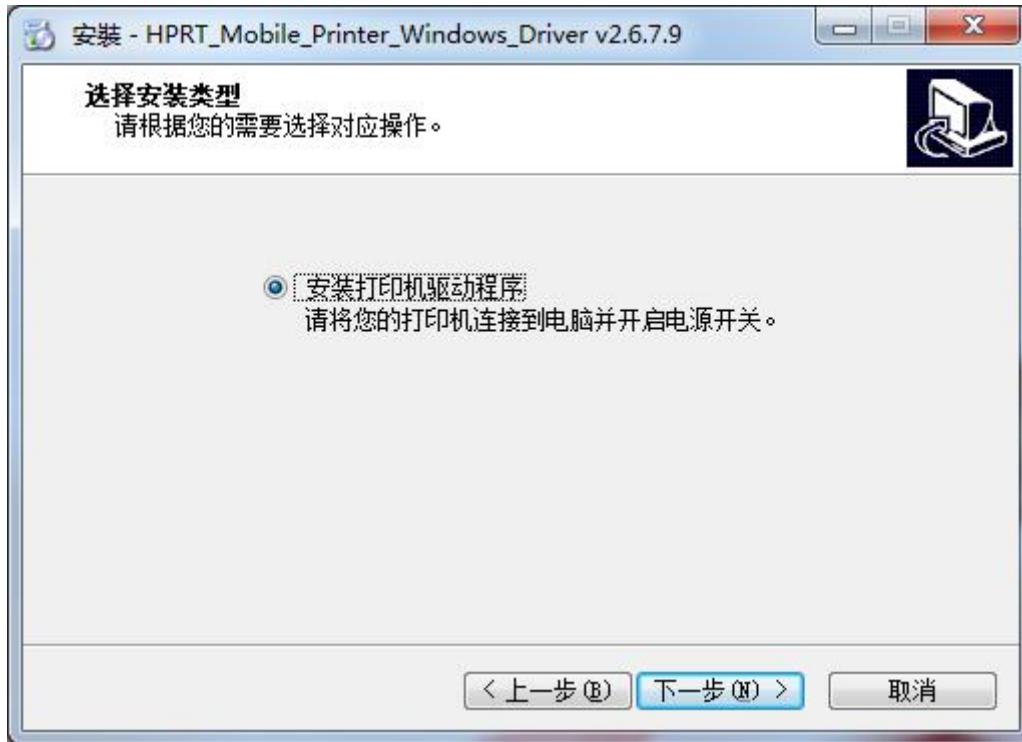 安裝 - HPRT_Mobile_Printer_Windows_Driver v2.6.7.9
选择安装类型
请根据您的需要选择对应操作。
安装打印机驱动程序
请将您的打印机连接到电脑并开启电源开关。
< 上一步(B)
下一步(N) >
取消